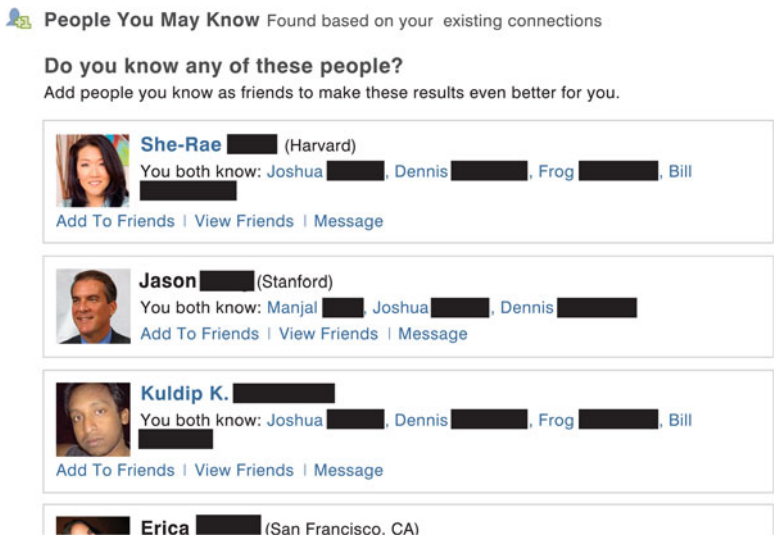 People You May Know Found based on your existing connections
Do you know any of these people?
Add people you know as friends to make these results even better for you.
She-Rae (Harvard)
You both know: Joshua , Dennis , Frog , Bill
Add To Friends | View Friends | Message
Jason (Stanford)
You both know: Manjal , Joshua , Dennis
Add To Friends | View Friends | Message
Kuldip K.
You both know: Joshua , Dennis , Frog , Bill
Add To Friends | View Friends | Message
Erica (San Francisco, CA)